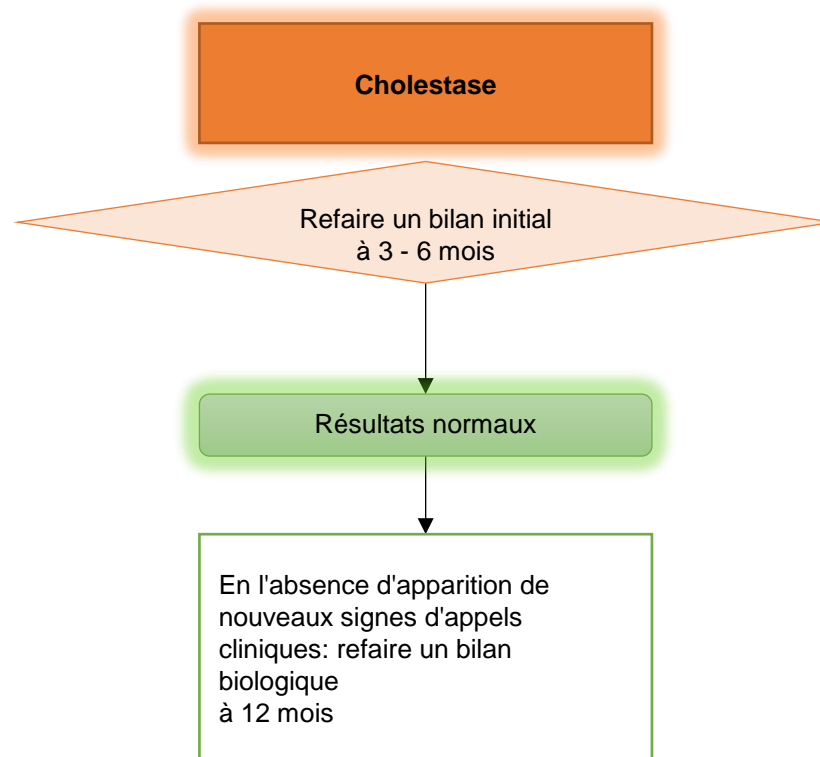 Cholestase
Refaire un bilan initial
à 3 - 6 mois
Résultats normaux
En l'absence d'apparition de
nouveaux signes d'appels
cliniques: refaire un bilan
biologique
à 12 mois